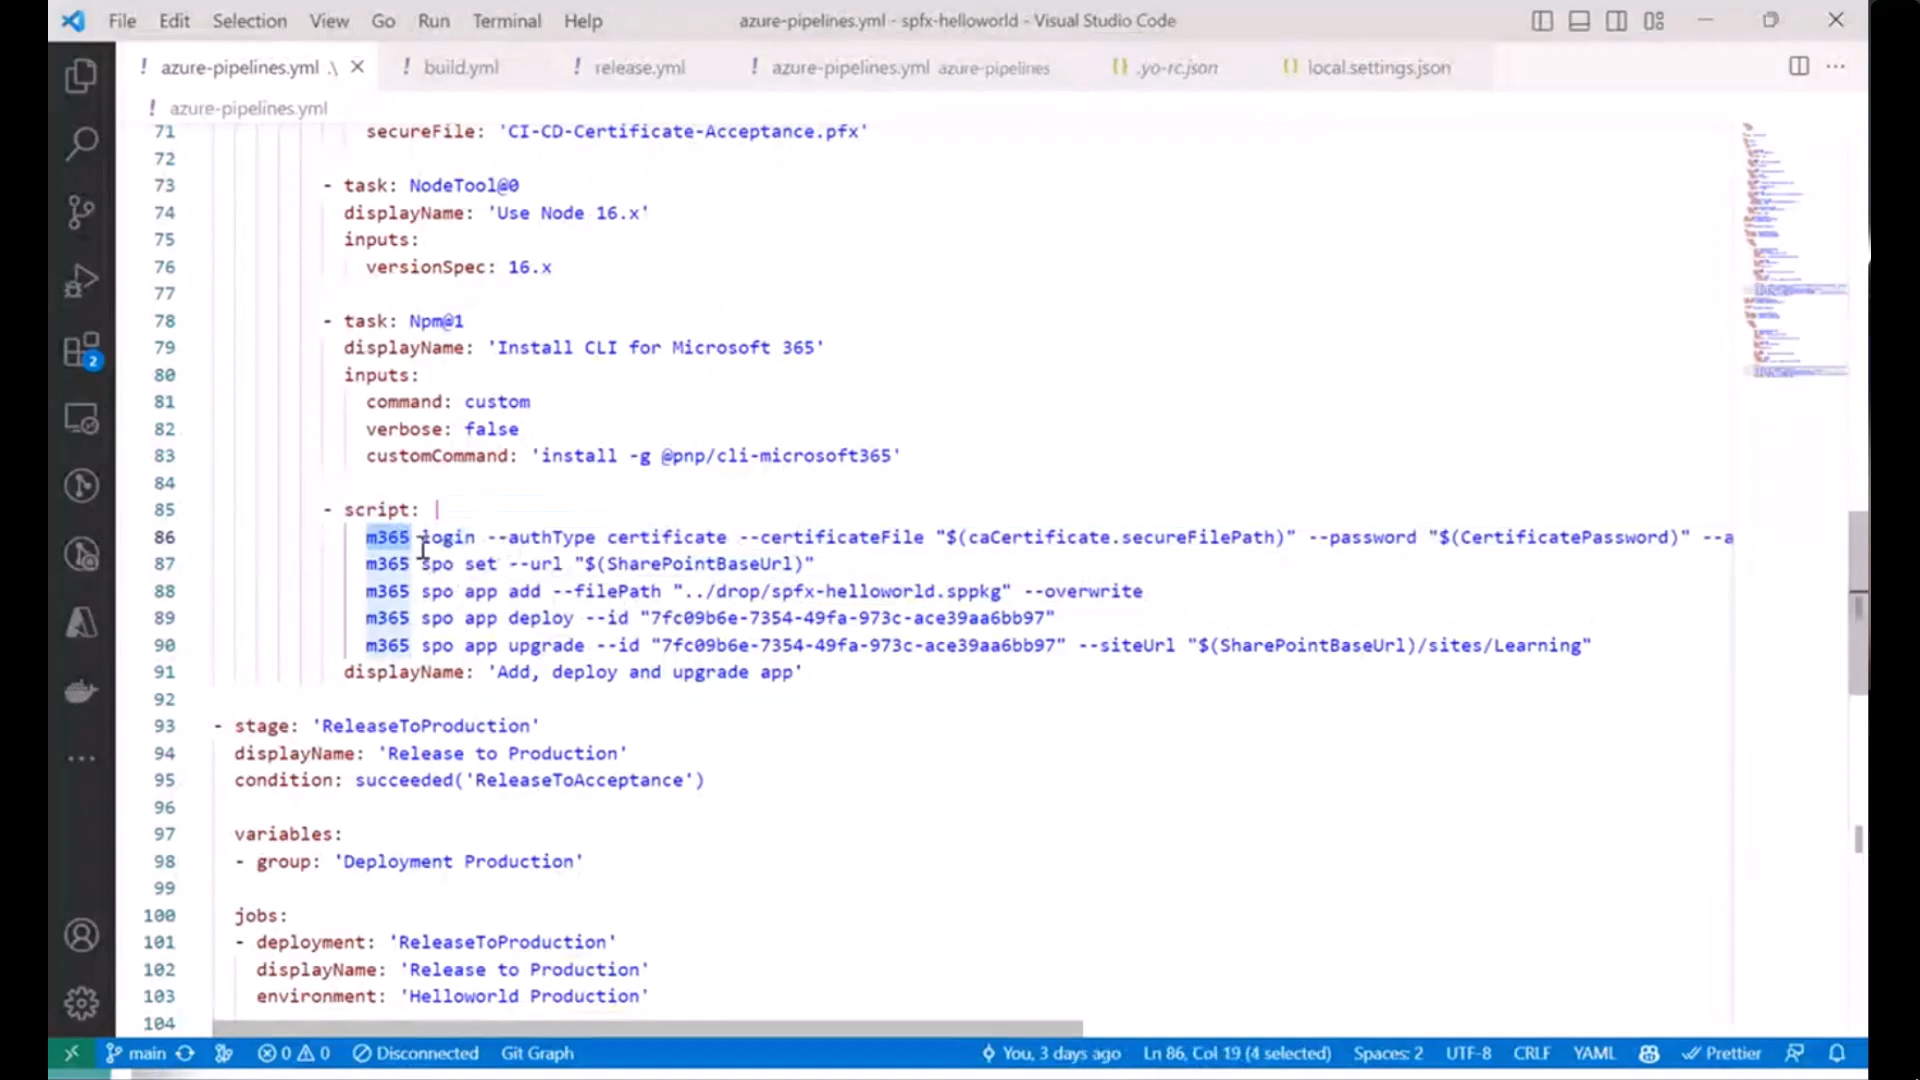 File Edit Selection View Go Run Terminal Help azure-pipelines.yml - spfx-helloworld - Visual Studio Code
! azure-pipelines.yml .\ ! build.yml ! release.yml ! azure-pipelines.yml azure-pipelines {} .yo-rc.json {} local.settings.json
! azure-pipelines.yml
71 secureFile: 'CI-CD-Certificate-Acceptance.pfx'
72
73 - task: NodeTool@0
74 displayName: 'Use Node 16.x'
75 inputs:
76 versionSpec: 16.x
77
78 - task: Npm@1
79 displayName: 'Install CLI for Microsoft 365'
80 inputs:
81 command: custom
82 verbose: false
83 customCommand: 'install -g @pnp/cli-microsoft365'
84
85 - script: |
86 m365 login --authType certificate --certificateFile "$(caCertificate.secureFilePath)" --password "$(CertificatePassword)" --a
87 m365 spo set --url "$(SharePointBaseUrl)"
88 m365 spo app add --filePath "../drop/spfx-helloworld.sppkg" --overwrite
89 m365 spo app deploy --id "7fc09b6e-7354-49fa-973c-ace39aa6bb97"
90 m365 spo app upgrade --id "7fc09b6e-7354-49fa-973c-ace39aa6bb97" --siteUrl "$(SharePointBaseUrl)/sites/Learning"
91 displayName: 'Add, deploy and upgrade app'
92
93 - stage: 'ReleaseToProduction'
94 displayName: 'Release to Production'
95 condition: succeeded('ReleaseToAcceptance')
96
97 variables:
98 - group: 'Deployment Production'
99
100 jobs:
101 - deployment: 'ReleaseToProduction'
102 displayName: 'Release to Production'
103 environment: 'Helloworld Production'
104
2
main 0 0 Disconnected Git Graph You, 3 days ago Ln 86, Col 19 (4 selected) Spaces: 2 UTF-8 CRLF YAML Prettier